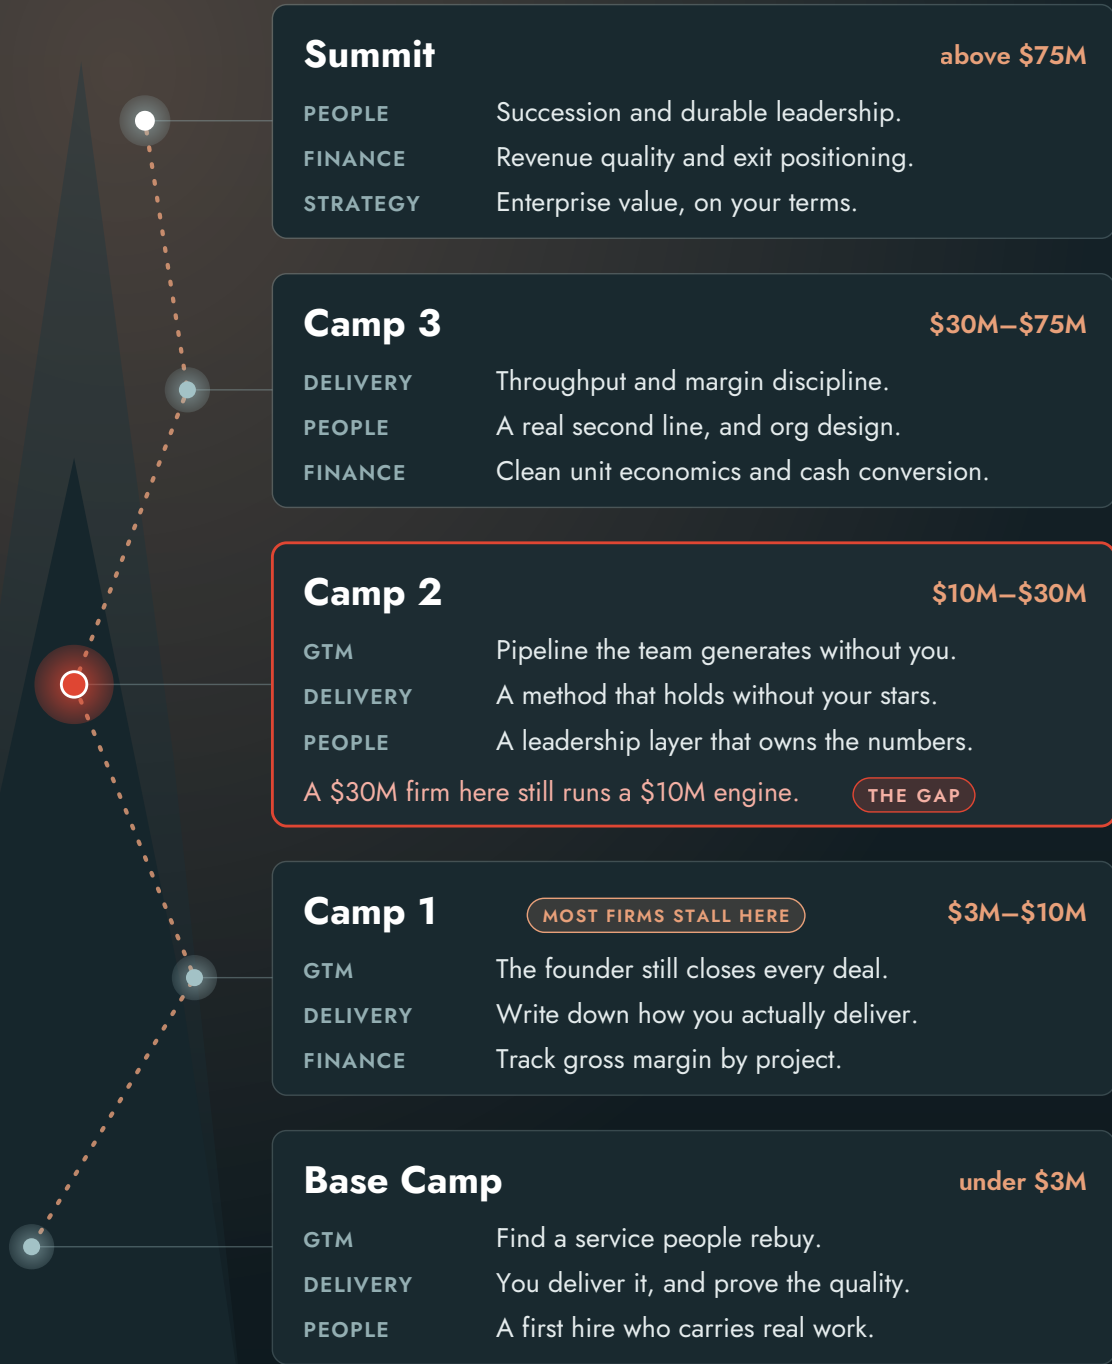 Summit
above $75M
PEOPLE Succession and durable leadership.
FINANCE Revenue quality and exit positioning.
STRATEGY Enterprise value, on your terms.
Camp 3
$30M–$75M
DELIVERY Throughput and margin discipline.
PEOPLE A real second line, and org design.
FINANCE Clean unit economics and cash conversion.
Camp 2
$10M–$30M
GTM Pipeline the team generates without you.
DELIVERY A method that holds without your stars.
PEOPLE A leadership layer that owns the numbers.
A $30M firm here still runs a $10M engine.
THE GAP
Camp 1
MOST FIRMS STALL HERE
$3M–$10M
GTM The founder still closes every deal.
DELIVERY Write down how you actually deliver.
FINANCE Track gross margin by project.
Base Camp
under $3M
GTM Find a service people rebuy.
DELIVERY You deliver it, and prove the quality.
PEOPLE A first hire who carries real work.